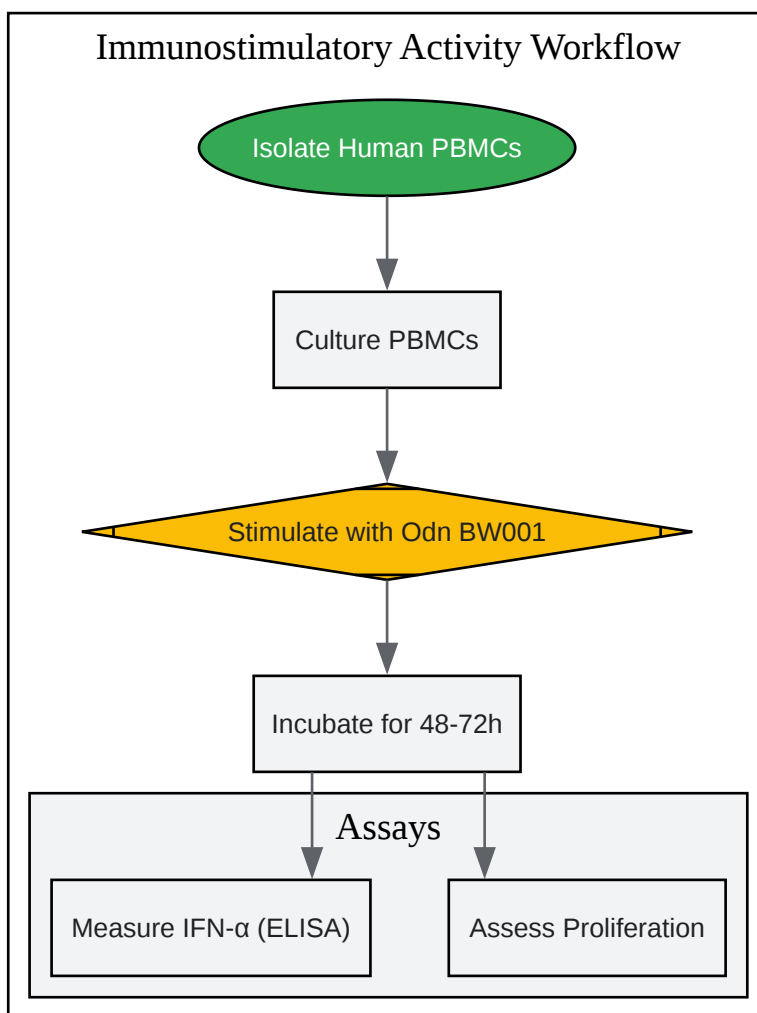 Immunostimulatory Activity Workflow
Isolate Human PBMCs
Culture PBMCs
Stimulate with Odn BW001
Incubate for 48-72h
Assays
Measure IFN-α (ELISA)
Assess Proliferation